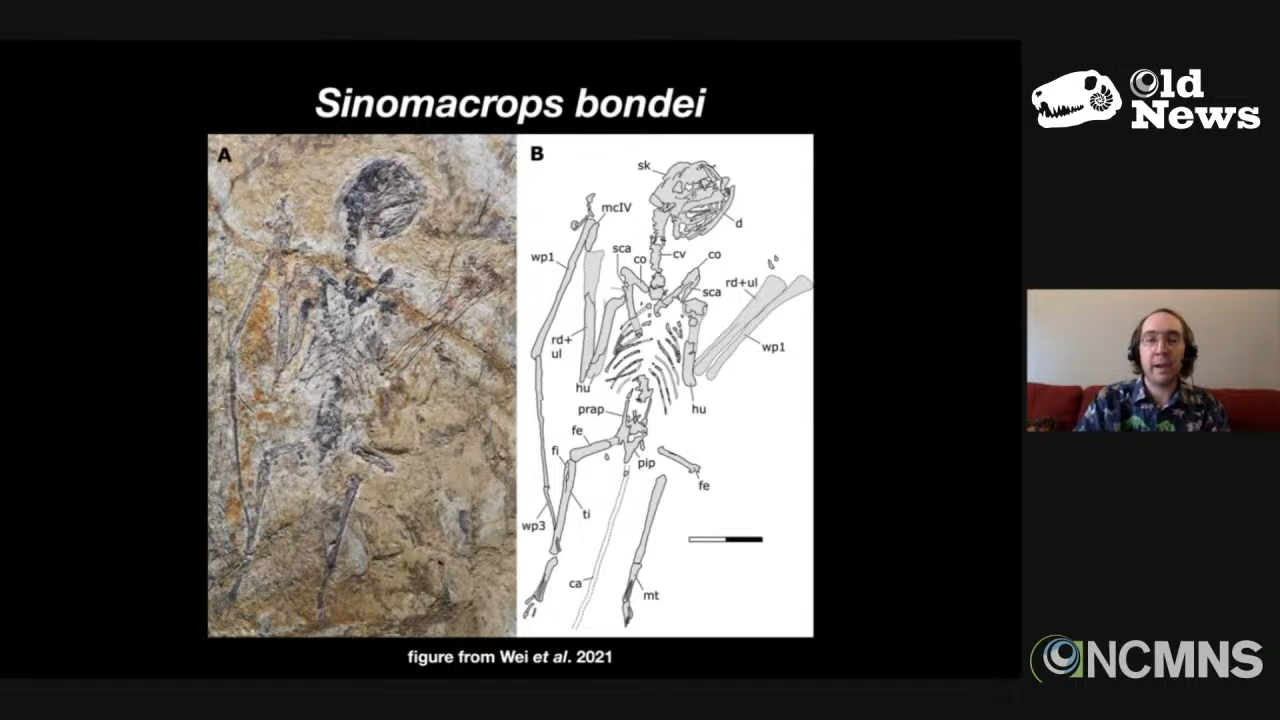 Sinomacrops bondei
A
B
sk
mcIV
d
sca
co
cv
co
wp1
sca
rd+ul
rd+
ul
wp1
hu
hu
prap
fe
fi
pip
fe
wp3
ti
ca
mt
figure from Wei et al. 2021
Old
News
NCMNS